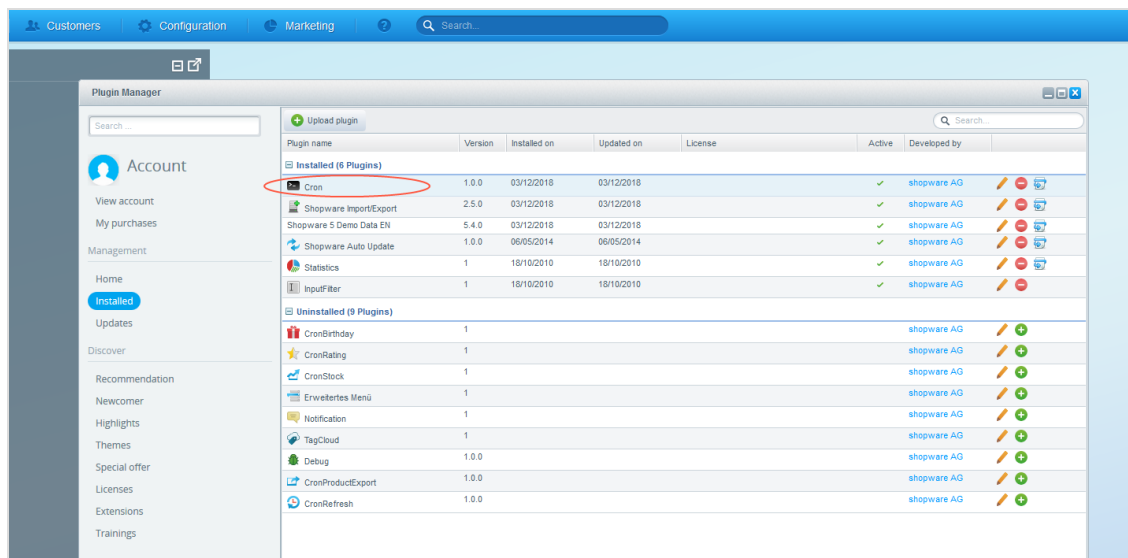 Customers Configuration Marketing ? Search...
Plugin Manager
Search ...
Account
View account
My purchases
Management
Home
Installed
Updates
Discover
Recommendation
Newcomer
Highlights
Themes
Special offer
Licenses
Extensions
Trainings
Upload plugin Search...
Plugin name Version Installed on Updated on License Active Developed by
Installed (6 Plugins)
Cron 1.0.0 03/12/2018 03/12/2018 shopware AG
Shopware Import/Export 2.5.0 03/12/2018 03/12/2018 shopware AG
Shopware 5 Demo Data EN 5.4.0 03/12/2018 03/12/2018 shopware AG
Shopware Auto Update 1.0.0 06/05/2014 06/05/2014 shopware AG
Statistics 1 18/10/2010 18/10/2010 shopware AG
InputFilter 1 18/10/2010 18/10/2010 shopware AG
Uninstalled (9 Plugins)
CronBirthday 1 shopware AG
CronRating 1 shopware AG
CronStock 1 shopware AG
Erweitertes Menü 1 shopware AG
Notification 1 shopware AG
TagCloud 1 shopware AG
Debug 1.0.0 shopware AG
CronProductExport 1.0.0 shopware AG
CronRefresh 1.0.0 shopware AG